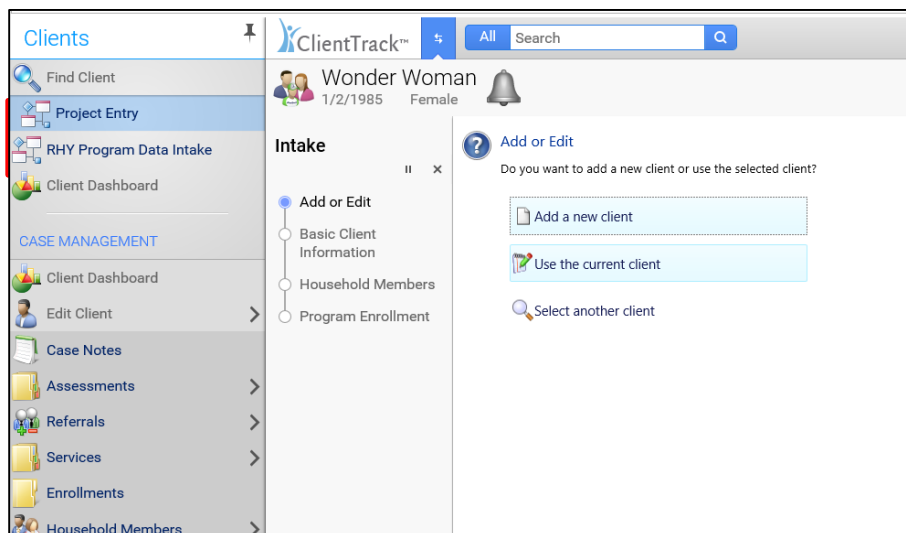 Clients
Find Client
Project Entry
RHY Program Data Intake
Client Dashboard
CASE MANAGEMENT
Client Dashboard
Edit Client
Case Notes
Assessments
Referrals
Services
Enrollments
Household Members
ClientTrack™
All Search
Wonder Woman
1/2/1985 Female
Intake
Add or Edit
Basic Client
Information
Household Members
Program Enrollment
Add or Edit
Do you want to add a new client or use the selected client?
Add a new client
Use the current client
Select another client